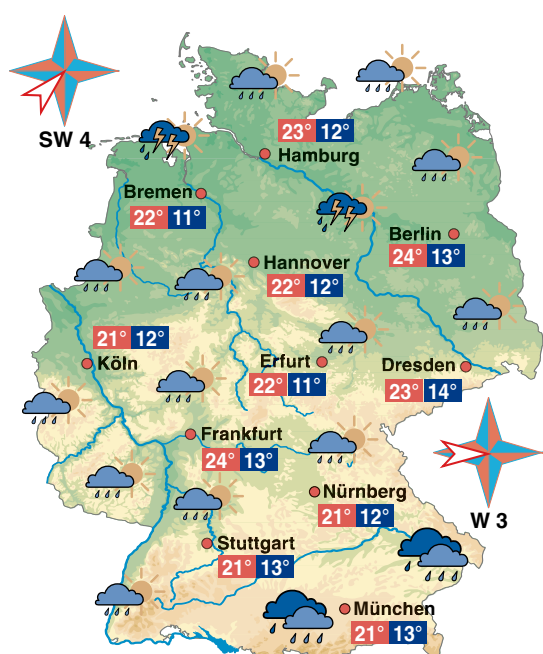 SW 4
23° 12°
Hamburg
Bremen
22° 11°
Berlin
24° 13°
Hannover
22° 12°
21° 12°
Köln
Erfurt
22° 11°
Dresden
23° 14°
Frankfurt
24° 13°
Nürnberg
21° 12°
W 3
Stuttgart
21° 13°
München
21° 13°